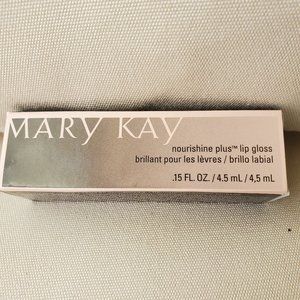 MARY KAY
nourishine plus™ lip gloss
brillant pour les lèvres / brillo labial
.15 FL. OZ. / 4.5 mL / 4,5 mL